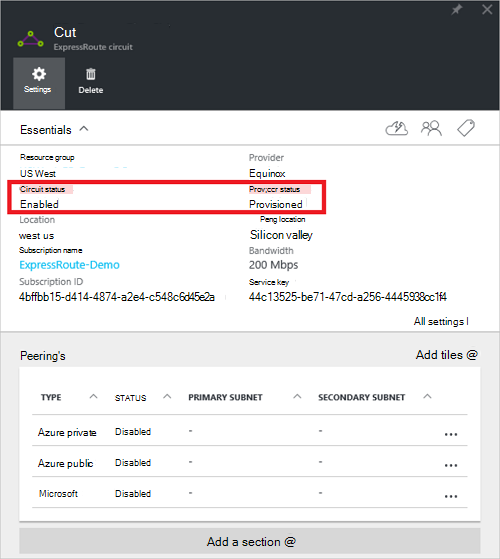 Cut
ExpressRoute circuit
Settings
Delete
Essentials
Resource group
Provider
US West
Equinox
Circuit status
Prov;ccr status
Enabled
Provisioned
Location
Peng location
west us
Silicon valley
Subscription name
Bandwidth
ExpressRoute-Demo
200 Mbps
Subscription ID
Service key
4bffbb15-d414-4874-a2e4-c548c6d45e2a
44c13525-be71-47cd-a256-4445938cc1f4
All settings l
Peering's
Add tiles @
TYPE STATUS PRIMARY SUBNET SECONDARY SUBNET
Azure private Disabled - - ...
Azure public Disabled - - ...
Microsoft Disabled - - ...
Add a section @